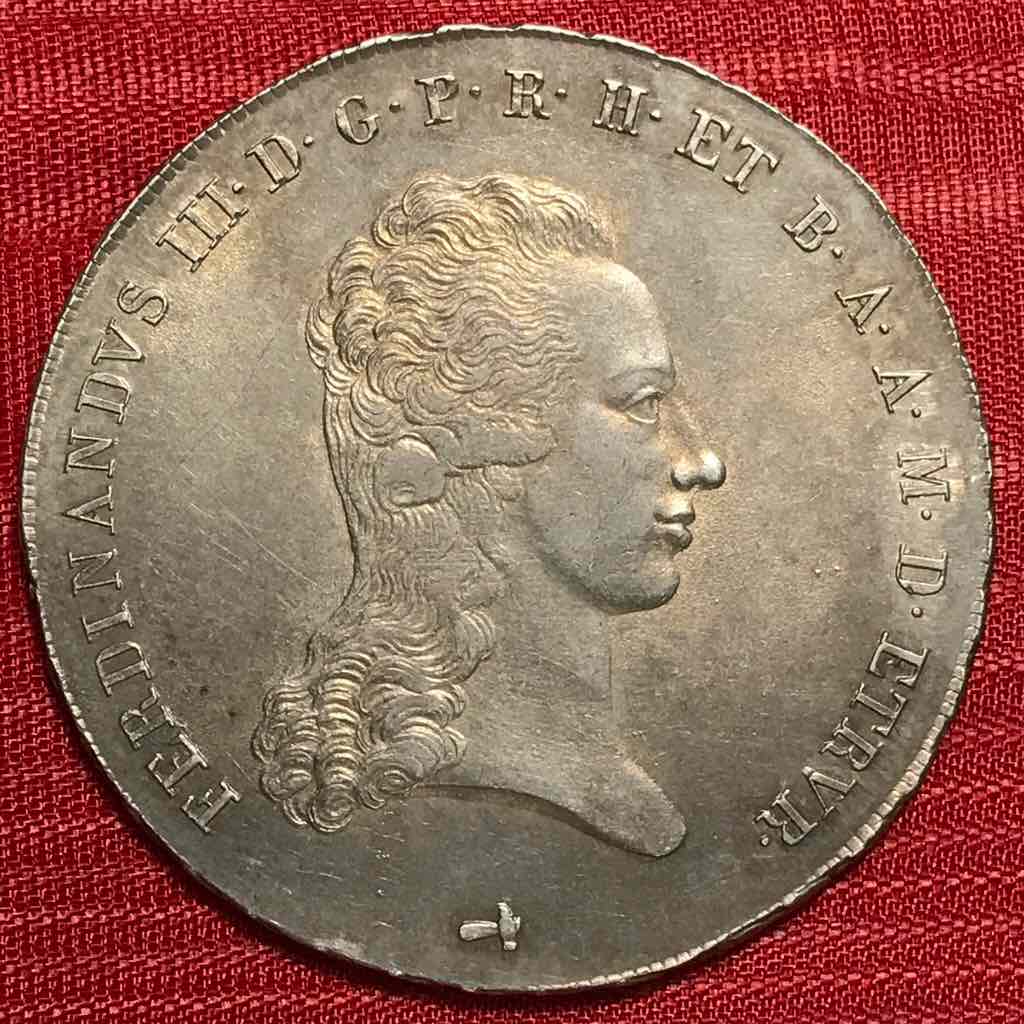 FERDINANDVS III· D· G· P· R· H· ET B· A· A· M· D· ETRVR·